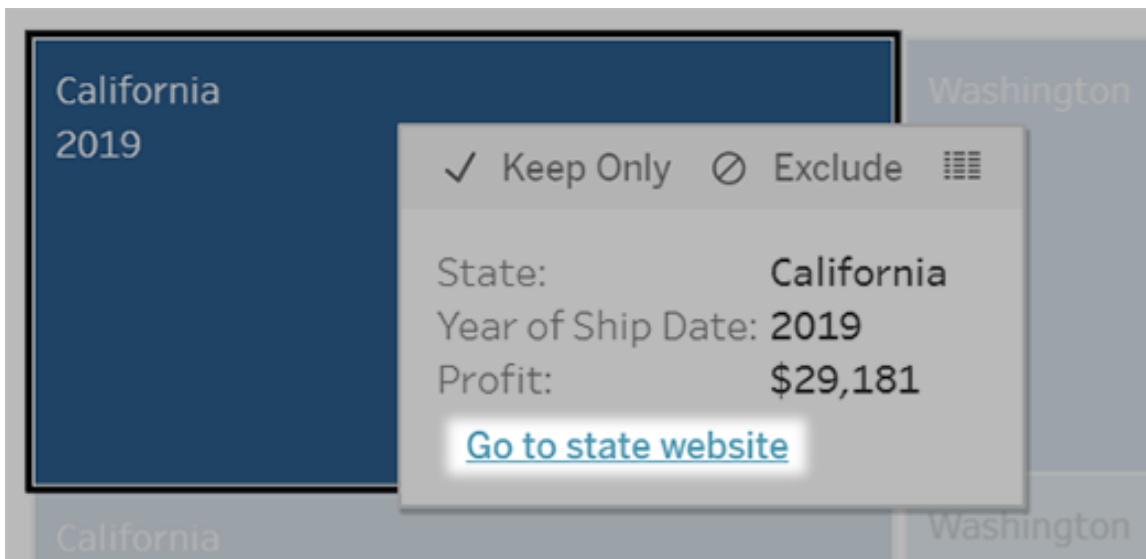 California
2019
Washington
Keep Only Exclude
State: California
Year of Ship Date: 2019
Profit: $29,181
Go to state website
California
Washington